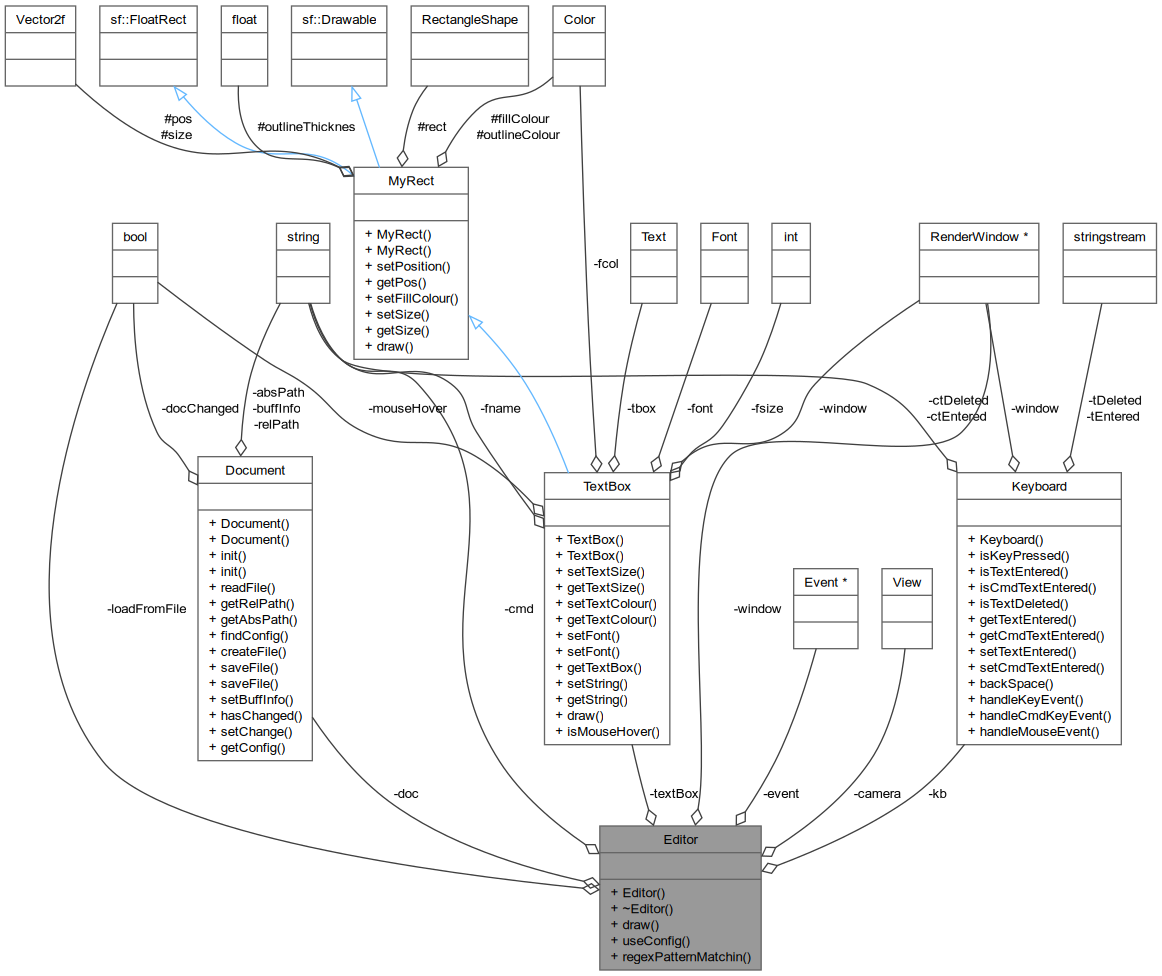 Vector2f
sf::FloatRect
float
sf::Drawable
RectangleShape
Color
#pos
#size
#outlineThicknes
#rect
#fillColour
#outlineColour
MyRect
+ MyRect()
+ MyRect()
+ setPosition()
+ getPos()
+ setFillColour()
+ setSize()
+ getSize()
+ draw()
bool
string
Text
Font
int
RenderWindow *
stringstream
-fcol
-docChanged
-absPath
-buffInfo
-relPath
-mouseHover
-fname
-tbox
-font
-fsize
-window
-ctDeleted
-ctEntered
-window
-tDeleted
-tEntered
Document
+ Document()
+ Document()
+ init()
+ init()
+ readFile()
+ getRelPath()
+ getAbsPath()
+ findConfig()
+ createFile()
+ saveFile()
+ saveFile()
+ setBuffInfo()
+ hasChanged()
+ setChange()
+ getConfig()
TextBox
+ TextBox()
+ TextBox()
+ setTextSize()
+ getTextSize()
+ setTextColour()
+ getTextColour()
+ setFont()
+ setFont()
+ getTextBox()
+ setString()
+ getString()
+ draw()
+ isMouseHover()
Keyboard
+ Keyboard()
+ isKeyPressed()
+ isTextEntered()
+ isCmdTextEntered()
+ isTextDeleted()
+ getTextEntered()
+ getCmdTextEntered()
+ setTextEntered()
+ setCmdTextEntered()
+ backSpace()
+ handleKeyEvent()
+ handleCmdKeyEvent()
+ handleMouseEvent()
Event *
View
-loadFromFile
-cmd
-window
-doc
-textBox
-event
-camera
-kb
Editor
+ Editor()
+ ~Editor()
+ draw()
+ useConfig()
+ regexPatternMatchin()